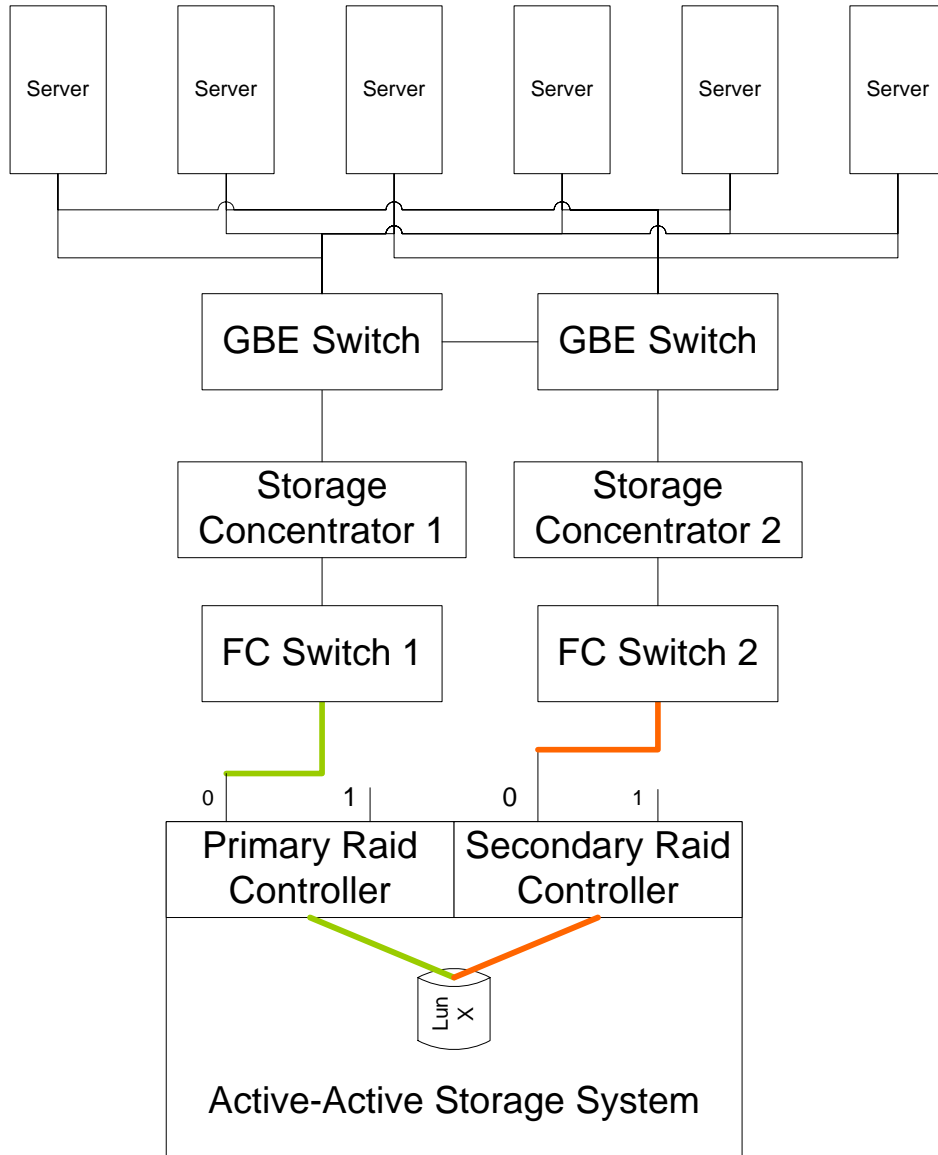 Server
Server
Server
Server
Server
Server
GBE Switch
GBE Switch
Storage
Concentrator 1
Storage
Concentrator 2
FC Switch 1
FC Switch 2
0
1
0
1
Primary Raid
Controller
Secondary Raid
Controller
Lun
X
Active-Active Storage System